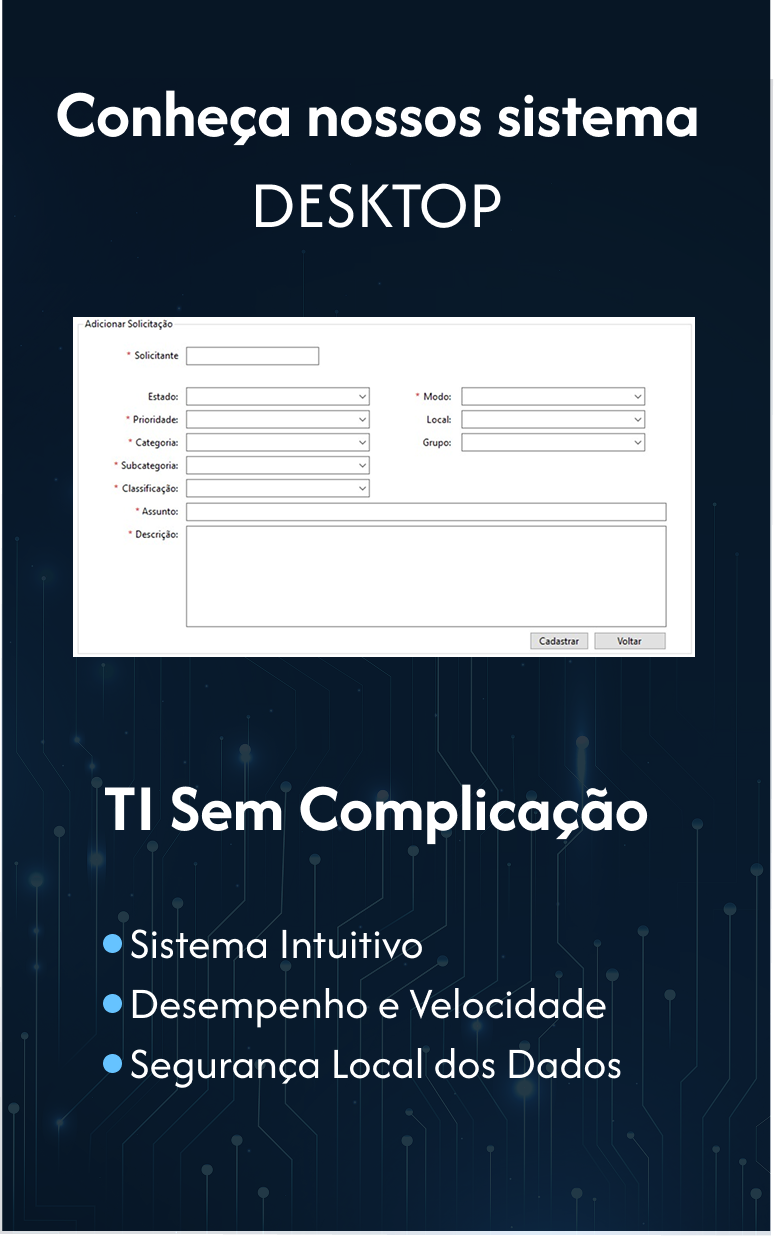 Conheça nossos sistema
DESKTOP
Adicionar Solicitação
* Solicitante
Estado:
* Modo:
* Prioridade:
Local:
* Categoria:
Grupo:
* Subcategoria:
* Classificação:
* Assunto:
* Descrição:
Cadastrar Voltar
TI Sem Complicação
Sistema Intuitivo
Desempenho e Velocidade
Segurança Local dos Dados